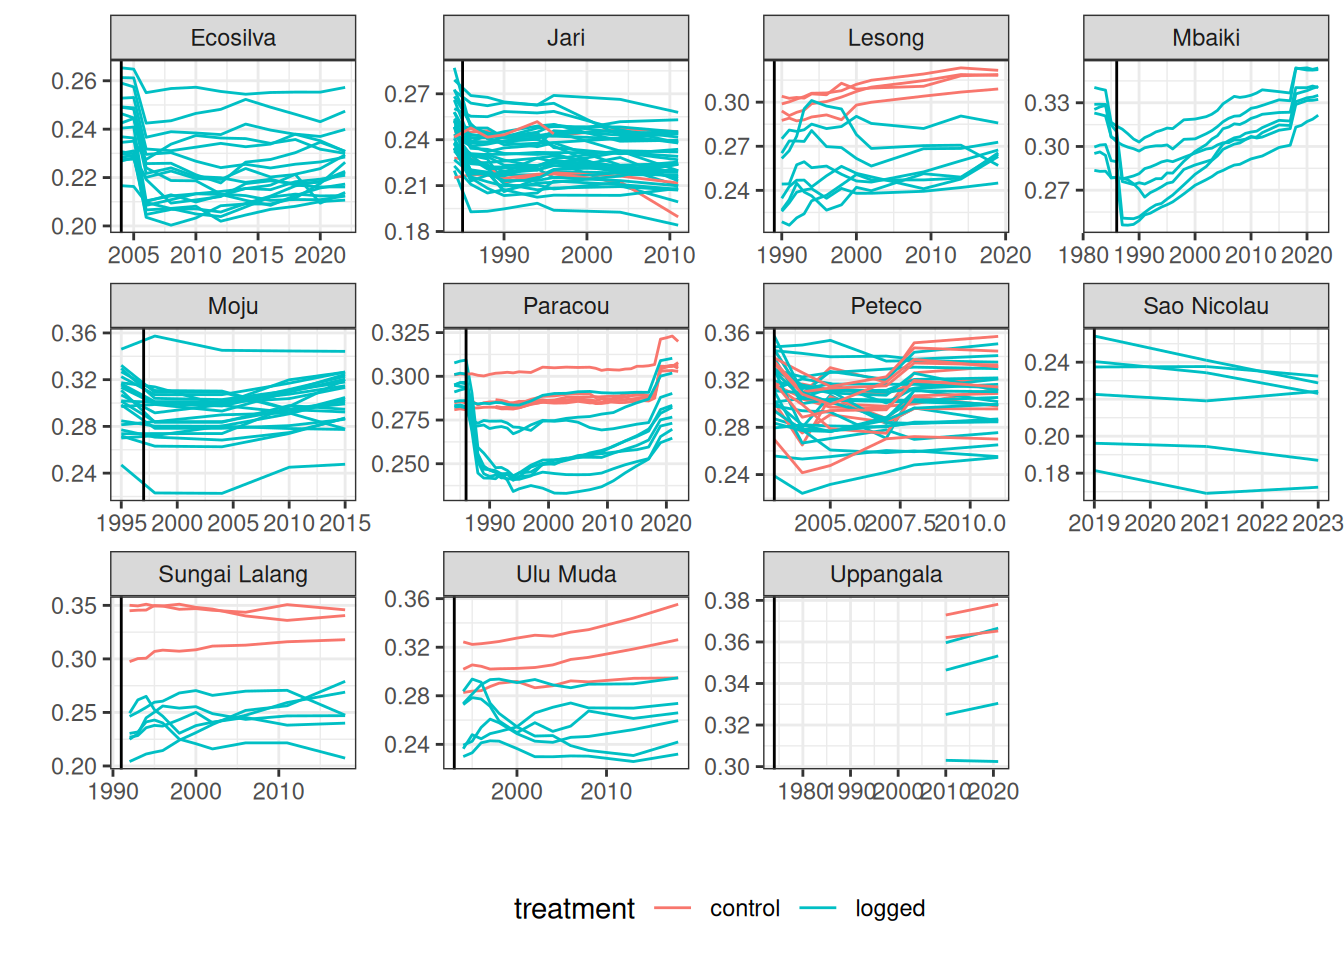 Ecosilva Jari Lesong Mbaiki
0.26 0.24 0.22 0.20
0.27 0.24 0.21 0.18
0.30 0.27 0.24
0.33 0.30 0.27
2005 2010 2015 2020
1990 2000 2010
1990 2000 2010 2020
1980 1990 2000 2010 2020
Moju Paracou Peteco Sao Nicolau
0.36 0.32 0.28 0.24
0.325 0.300 0.275 0.250
0.36 0.32 0.28 0.24
0.24 0.22 0.20 0.18
1995 2000 2005 2010 2015
1990 2000 2010 2020
2005.0 2007.5 2010.0
2019 2020 2021 2022 2023
Sungai Lalang Ulu Muda Uppangala
0.35 0.30 0.25 0.20
0.36 0.32 0.28 0.24
0.38 0.36 0.34 0.32 0.30
1990 2000 2010
2000 2010
1980 1990 2000 2010 2020
treatment control logged